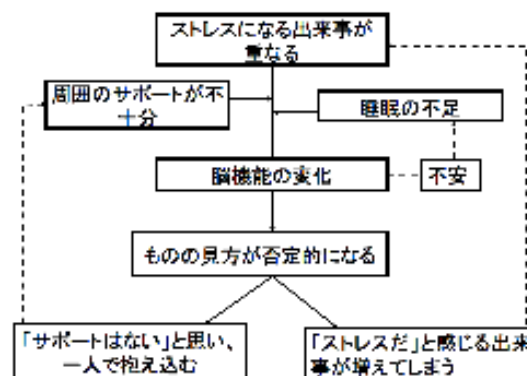 ストレスになる出来事が
重なる
周囲のサポートが不
十分
睡眠の不足
脳機能の変化
不安
ものの見方が否定的になる
「サポートはない」と思い、
一人で抱え込む
「ストレスだ」と感じる出来
事が増えてしまう